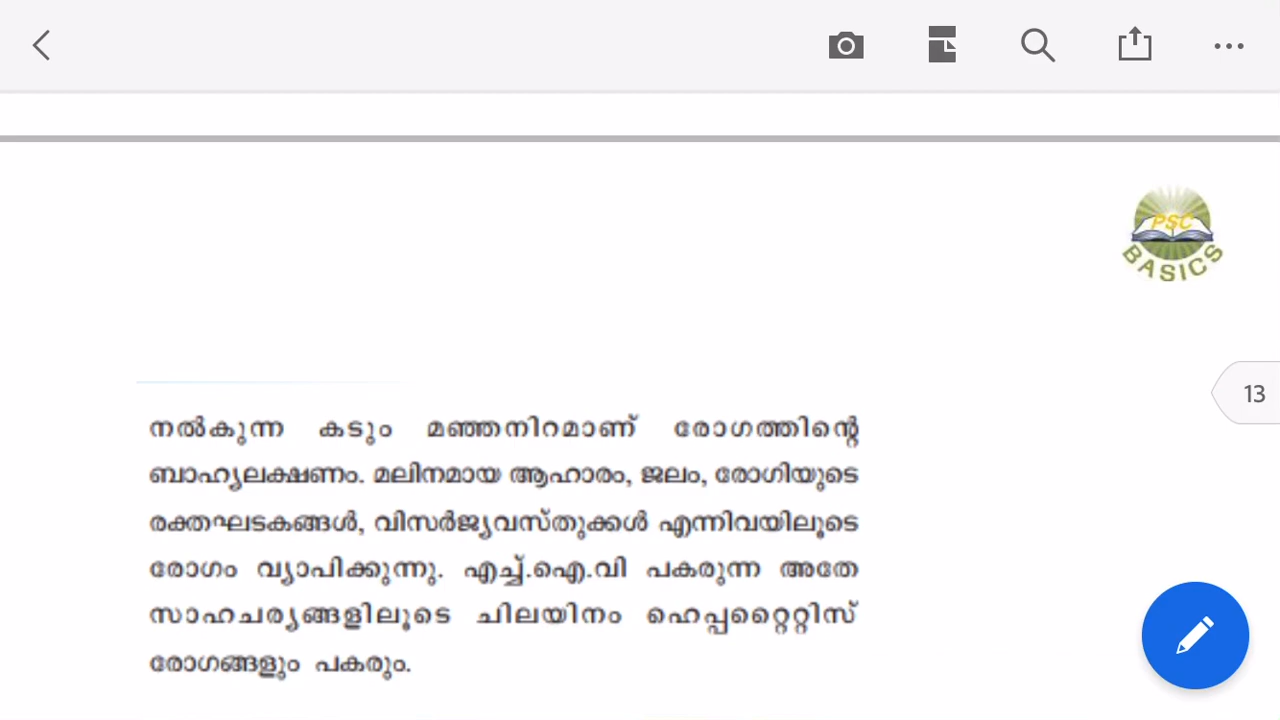 PSC
BASICS
13
നൽകുന്ന കടും മഞ്ഞനിറമാണ് രോഗത്തിന്റെ
ബാഹ്യലക്ഷണം. മലിനമായ ആഹാരം, ജലം, രോഗിയുടെ
രക്തഘടകങ്ങൾ, വിസർജ്യവസ്തുക്കൾ എന്നിവയിലൂടെ
രോഗം വ്യാപിക്കുന്നു. എച്ച്.ഐ.വി പകരുന്ന അതേ
സാഹചര്യങ്ങളിലൂടെ ചിലയിനം ഹെപ്പറ്റൈറ്റിസ്
രോഗങ്ങളും പകരും.